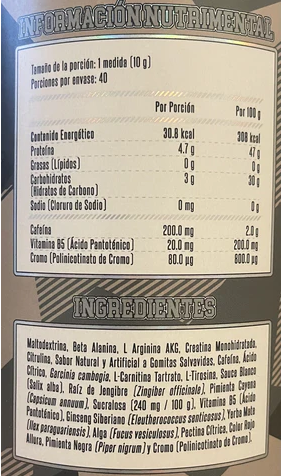 INFORMACIÓN NUTRIMENTAL
Tamaño de la porción: 1 medida (10 g)
Porciones por envase: 40
Por Porción Por 100 g
Contenido Energético 30.8 kcal 308 kcal
Proteína 4.7 g 47 g
Grasas (Lípidos) 0 g 0 g
Carbohidratos 3 g 30 g
(Hidratos de Carbono)
Sodio (Cloruro de Sodio) 0 mg 0 g
Cafeína 200.0 mg 2.0 g
Vitamina B5 (Ácido Pantoténico) 20.0 mg 200.0 mg
Cromo (Polinicotinato de Cromo) 80.0 µg 800.0 µg
INGREDIENTES
Maltodextrina, Beta Alanina, L Arginina AKG, Creatina Monohidratada,
Citrulina, Sabor Natural y Artificial a Gomitas Salvavidas, Cafeína, Ácido
Cítrico, Garcinia cambogia, L-Carnitina Tartrato, L-Tirosina, Sauce Blanco
(Salix alba), Raíz de Jengibre (Zingiber officinale), Pimienta Cayena
(Capsicum annuum), Sucralosa (240 mg / 100 g), Vitamina B5 (Ácido
Pantoténico), Ginseng Siberiano (Eleutherococcus senticosus), Yerba Mate
(Ilex paraguariensis), Alga (Fucus vesiculosus), Pectina Cítrica, Color Rojo
Allura, Pimienta Negra (Piper nigrum) y Cromo (Polinicotinato de Cromo).